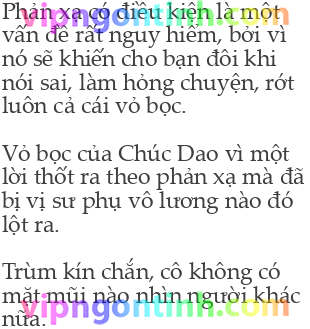 Phản xạ có điều kiện là một
vipngontinh.com
vấn đề rất nguy hiểm, bởi vì
nó sẽ khiến cho bạn đôi khi
nói sai, làm hỏng chuyện, rớt
luôn cả cái vỏ bọc.
Vỏ bọc của Chúc Dao vì một
lời thốt ra theo phản xạ mà đã
bị vị sư phụ vô lương nào đó
lột ra.
Trùm kín chắn, cô không có
mặt mũi nào nhìn người khác
vipngontinh.com
nữa.